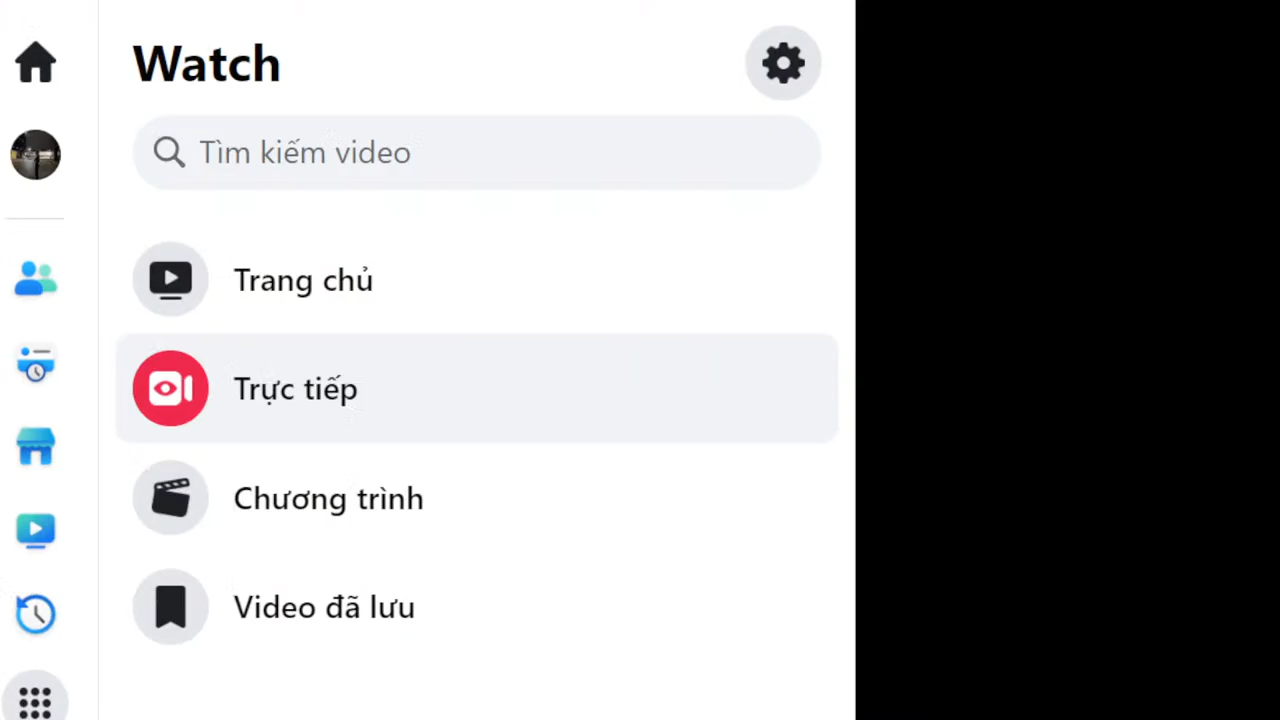 Watch
Tìm kiếm video
Trang chủ
Trực tiếp
Chương trình
Video đã lưu